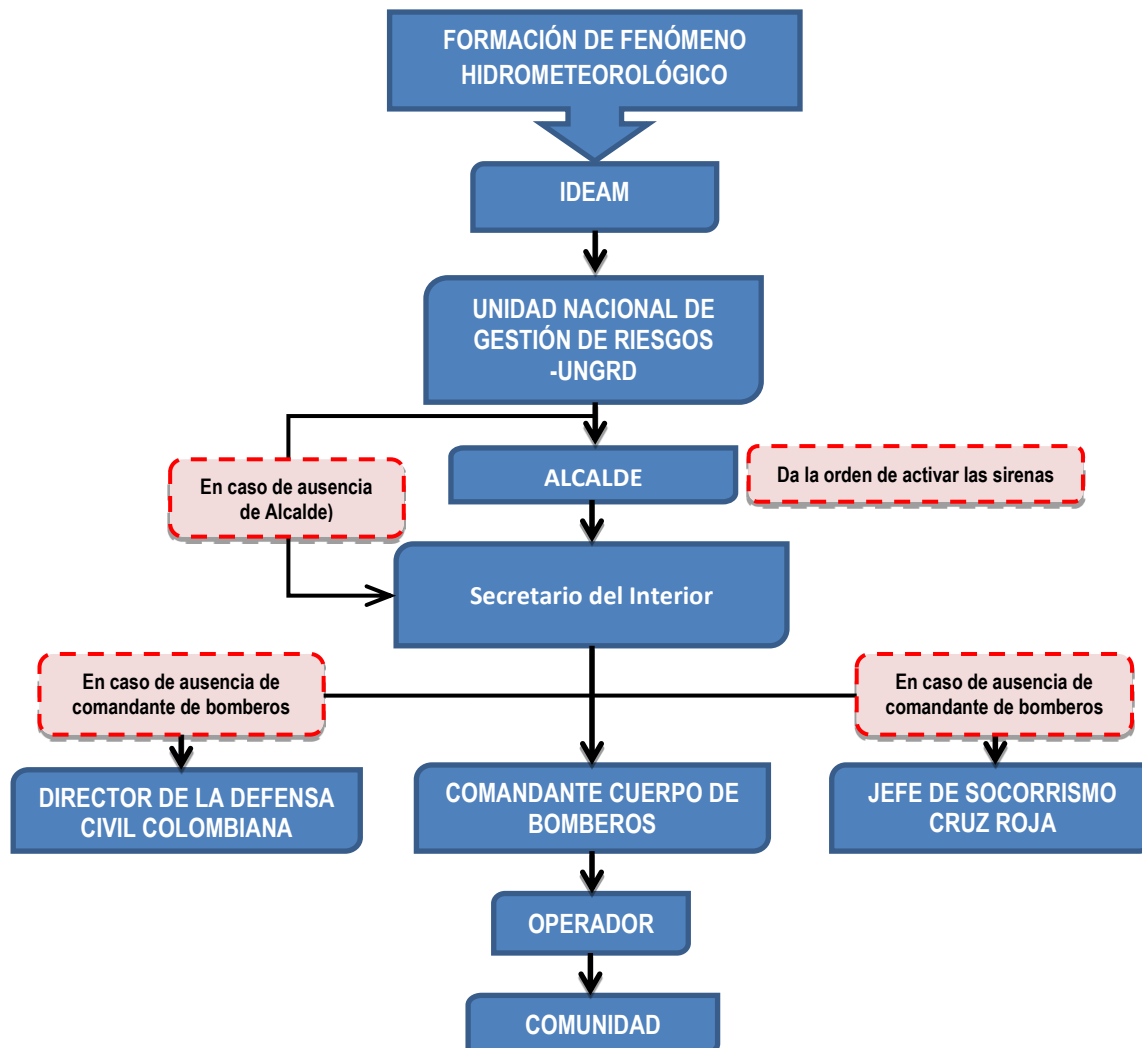 FORMACIÓN DE FENÓMENO
HIDROMETEOROLÓGICO
IDEAM
UNIDAD NACIONAL DE
GESTIÓN DE RIESGOS
-UNGRD
En caso de ausencia
de Alcalde)
ALCALDE
Da la orden de activar las sirenas
Secretario del Interior
En caso de ausencia de
comandante de bomberos
En caso de ausencia de
comandante de bomberos
DIRECTOR DE LA DEFENSA
CIVIL COLOMBIANA
COMANDANTE CUERPO DE
BOMBEROS
JEFE DE SOCORRISMO
CRUZ ROJA
OPERADOR
COMUNIDAD